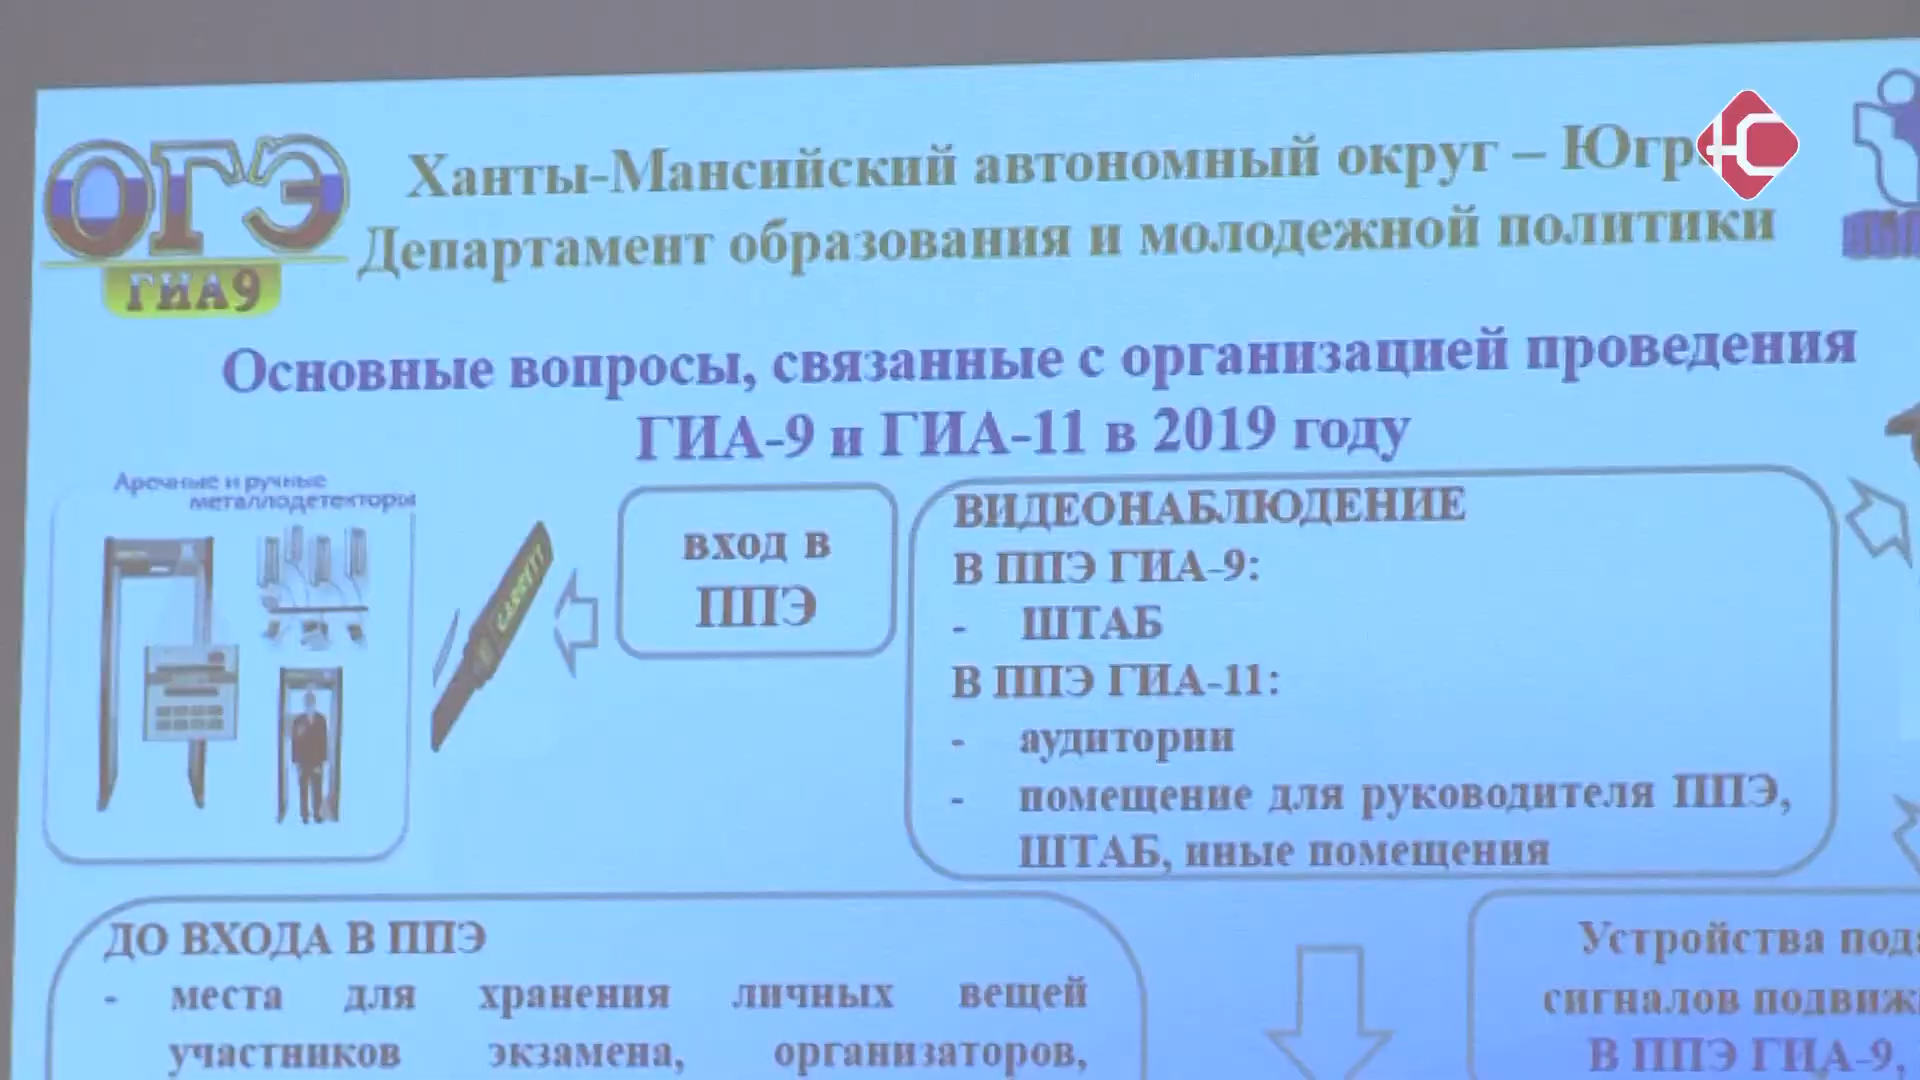 ОГЭ
ГИА9
Ханты-Мансийский автономный округ –
Департамент образования и молодежной политики
Основные вопросы, связанные с организацией проведения
ГИА-9 и ГИА-11 в 2019 году
Арочные и ручные
металлодетекторы
GARRETT
вход в
ППЭ
ВИДЕОНАБЛЮДЕНИЕ
В ППЭ ГИА-9:
- ШТАБ
В ППЭ ГИА-11:
- аудитории
- помещение для руководителя ППЭ,
ШТАБ, иные помещения
ДО ВХОДА В ППЭ
- места для хранения личных вещей
участников экзамена, организаторов,
Устройства
сигналов
В ППЭ ГИА-9,